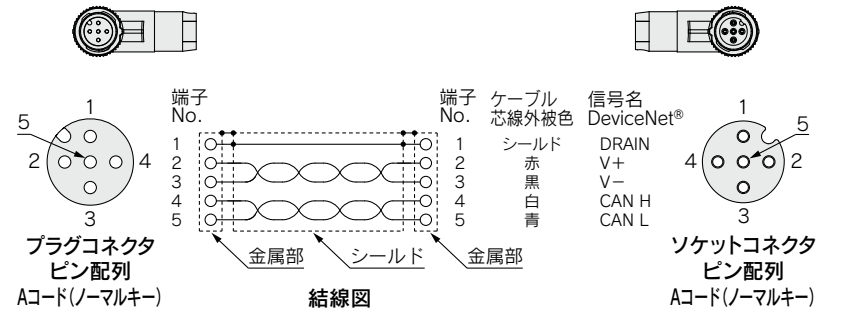 端子 No.
端子 No.
ケーブル 芯線外被色
信号名 DeviceNet®
1
5
2
4
3
プラグコネクタ
ピン配列
Aコード(ノーマルキー)
1 1 シールド DRAIN
2 2 赤 V+
3 3 黒 V−
4 4 白 CAN H
5 5 青 CAN L
金属部
シールド
金属部
結線図
1
5
4
2
3
ソケットコネクタ
ピン配列
Aコード(ノーマルキー)